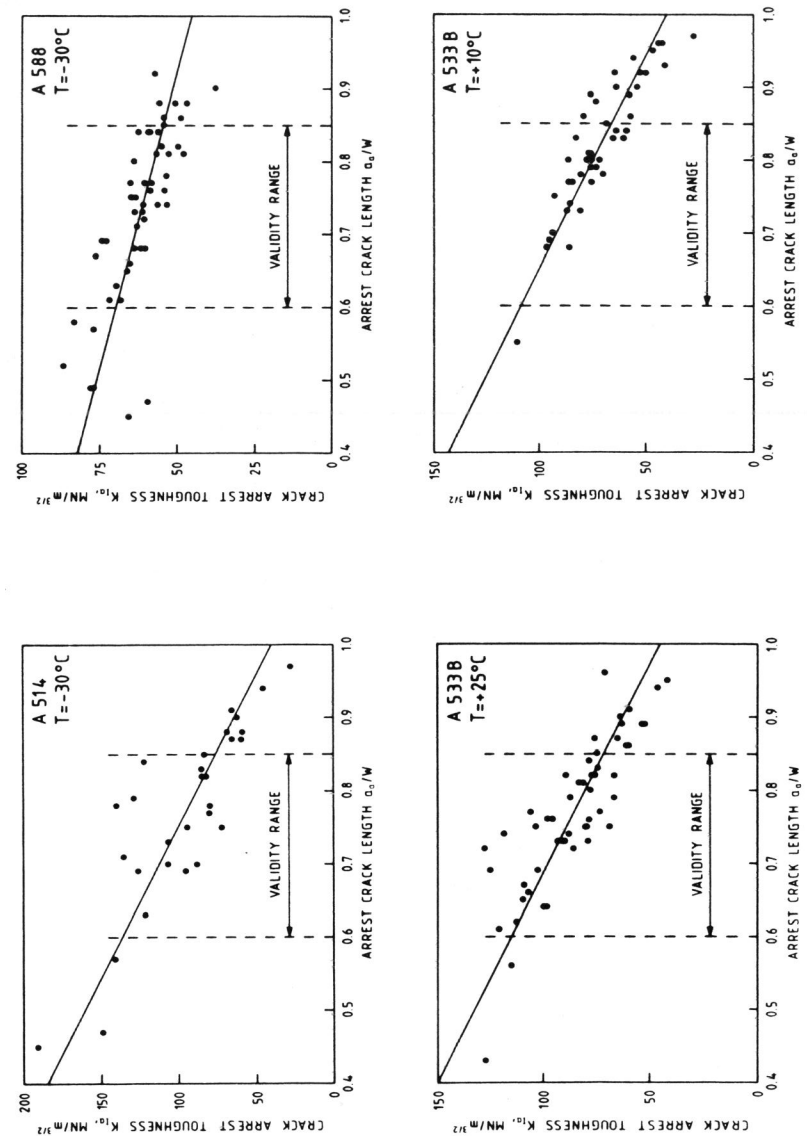 CRACK ARREST TOUGHNESS K_Ia, MN/m^3/2
200
150
100
50
0
A 514
T=-30°C
VALIDITY RANGE
0.4 0.5 0.6 0.7 0.8 0.9 1.0
ARREST CRACK LENGTH a_a/W
CRACK ARREST TOUGHNESS K_Ia, MN/m^3/2
100
75
50
25
0
A 588
T=-30°C
VALIDITY RANGE
0.4 0.5 0.6 0.7 0.8 0.9 1.0
ARREST CRACK LENGTH a_a/W
CRACK ARREST TOUGHNESS K_Ia, MN/m^3/2
150
100
50
0
A 533B
T=+25°C
VALIDITY RANGE
0.4 0.5 0.6 0.7 0.8 0.9 1.0
ARREST CRACK LENGTH a_a/W
CRACK ARREST TOUGHNESS K_Ia, MN/m^3/2
150
100
50
0
A 533 B
T=+10°C
VALIDITY RANGE
0.4 0.5 0.6 0.7 0.8 0.9 1.0
ARREST CRACK LENGTH a_a/W